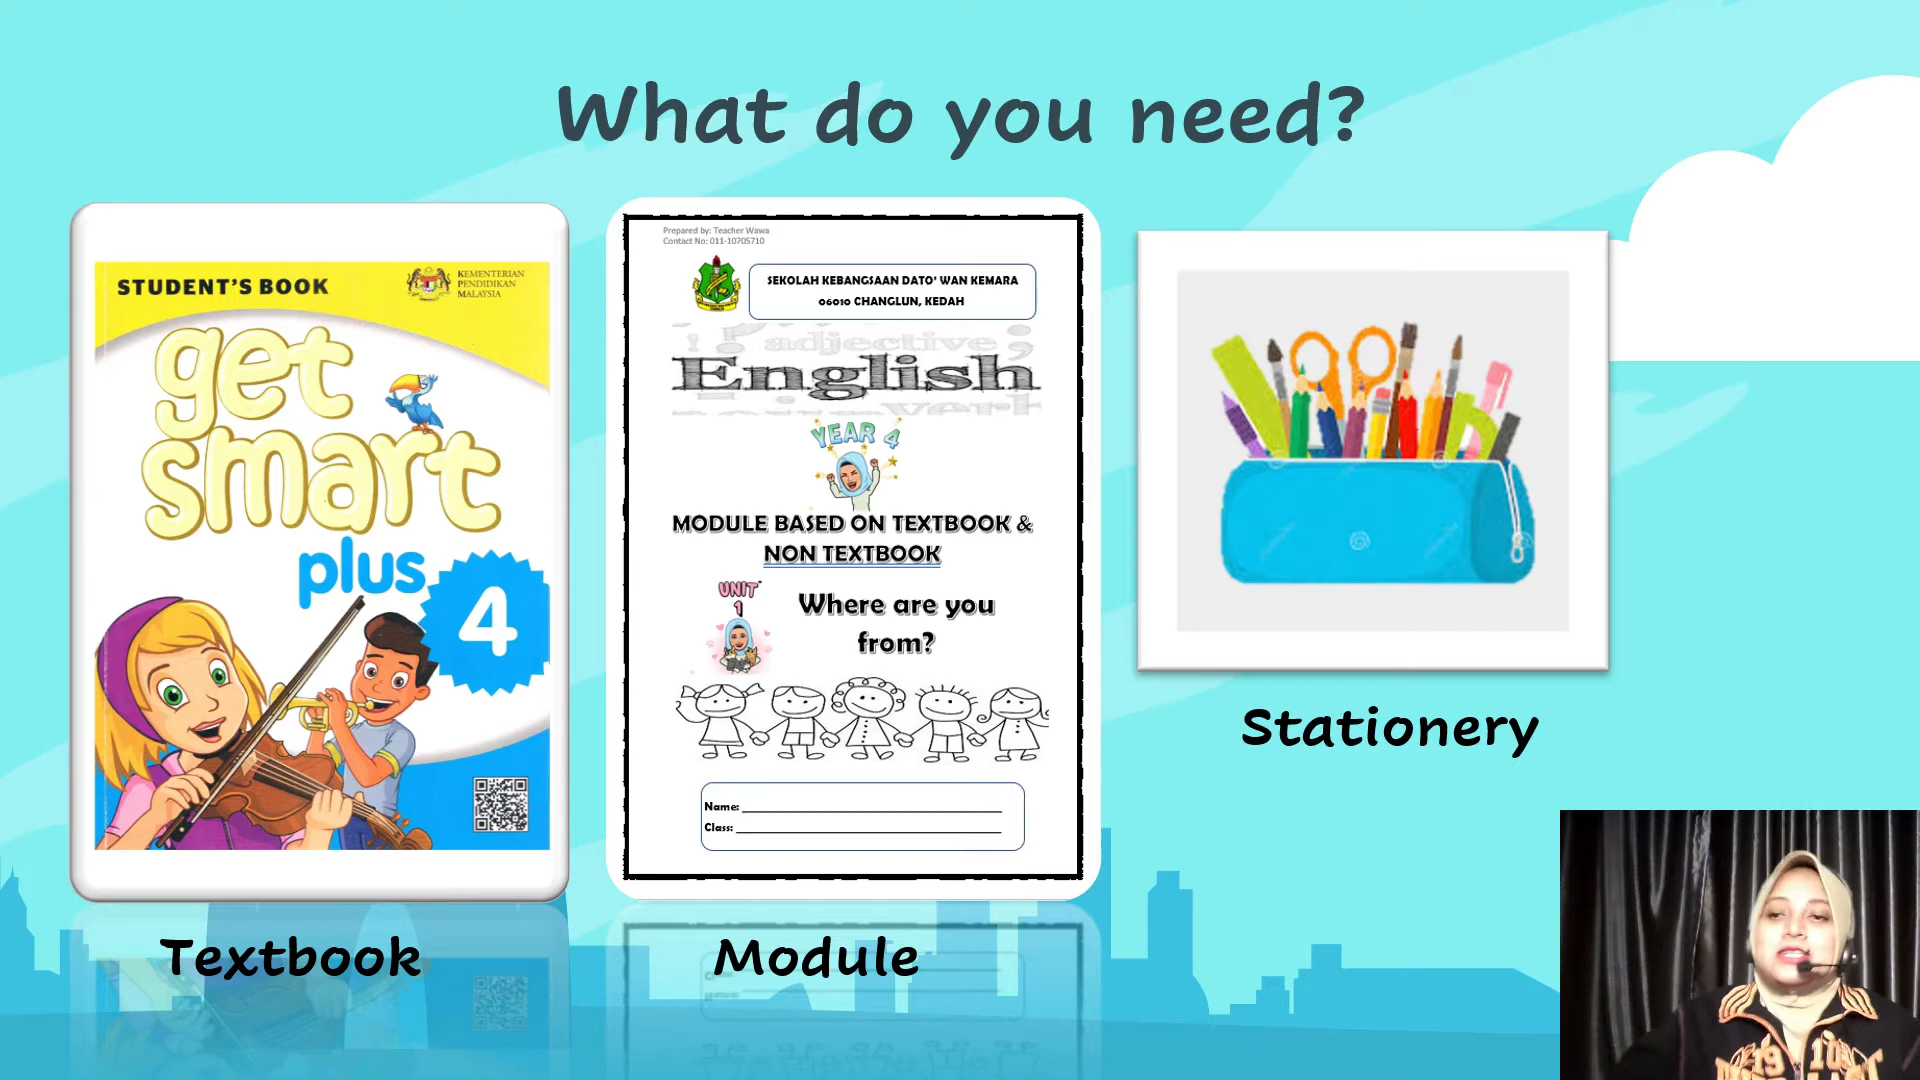 What do you need?
STUDENT'S BOOK
KEMENTERIAN
PENDIDIKAN
MALAYSIA
get
smart
plus
4
Textbook
Prepared by: Teacher Wawa
Contact No: 011-10705710
SEKOLAH KEBANGSAAN DATO' WAN KEMARA
06010 CHANGLUN, KEDAH
adjective
English
verb
YEAR 4
MODULE BASED ON TEXTBOOK &
NON TEXTBOOK
UNIT
1
Where are you
from?
Name:
Class:
Module
Stationery